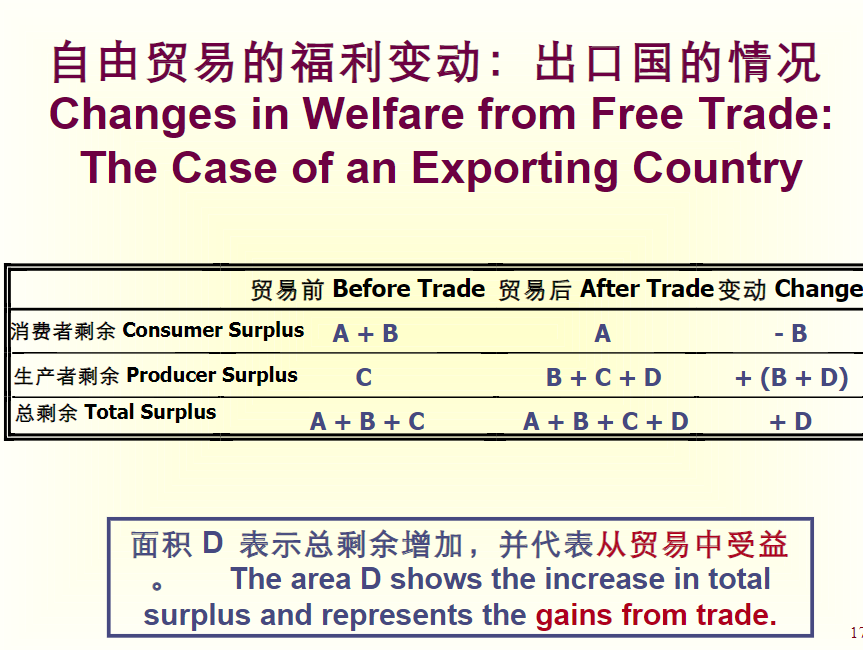 自由贸易的福利变动：出口国的情况
Changes in Welfare from Free Trade:
The Case of an Exporting Country
贸易前 Before Trade 贸易后 After Trade 变动 Change
消费者剩余 Consumer Surplus A + B A - B
生产者剩余 Producer Surplus C B + C + D + (B + D)
总剩余 Total Surplus A + B + C A + B + C + D + D
面积 D 表示总剩余增加，并代表从贸易中受益
。 The area D shows the increase in total
surplus and represents the gains from trade.
17